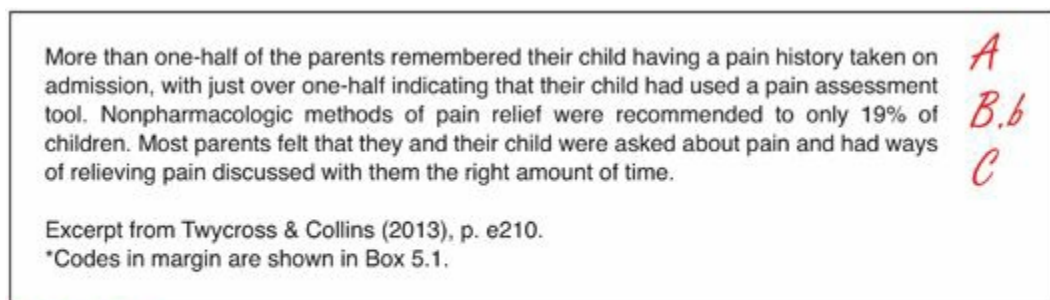 More than one-half of the parents remembered their child having a pain history taken on
admission, with just over one-half indicating that their child had used a pain assessment
tool. Nonpharmacologic methods of pain relief were recommended to only 19% of
children. Most parents felt that they and their child were asked about pain and had ways
of relieving pain discussed with them the right amount of time.
Excerpt from Twycross & Collins (2013), p. e210.
*Codes in margin are shown in Box 5.1.
A
B.b
C